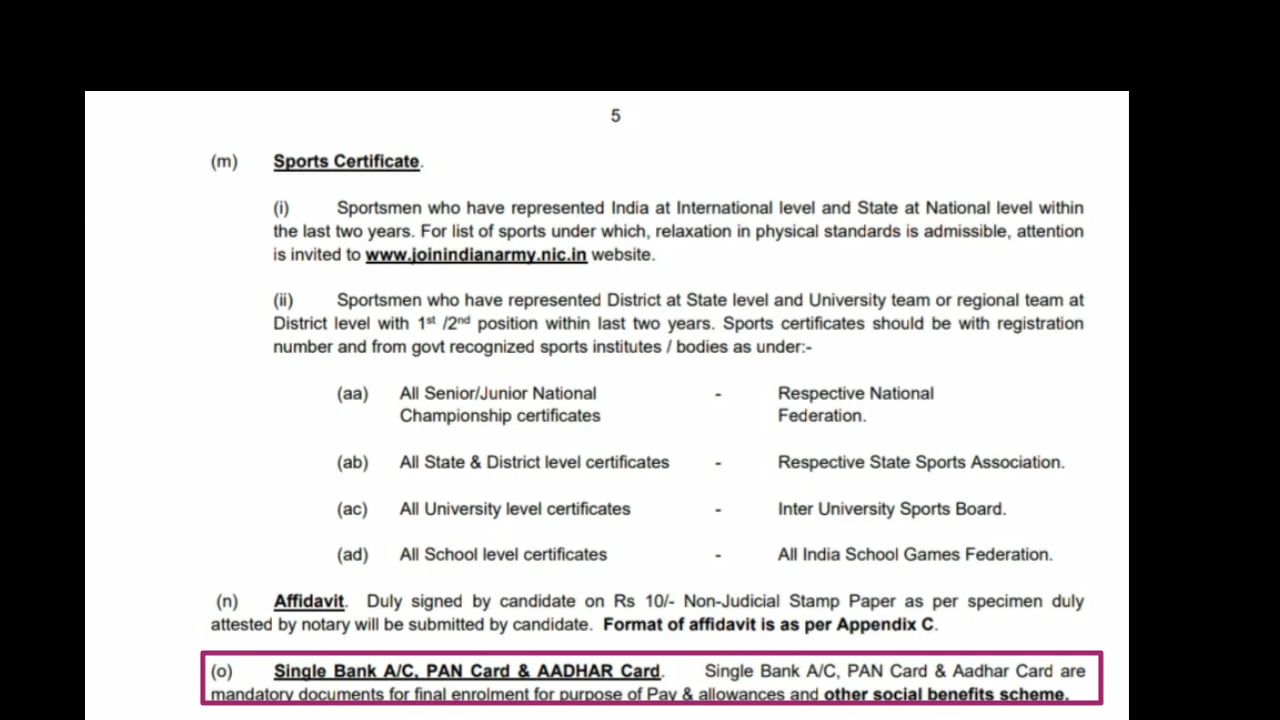 5
(m) Sports Certificate.
(i) Sportsmen who have represented India at International level and State at National level within
the last two years. For list of sports under which, relaxation in physical standards is admissible, attention
is invited to www.joinindianarmy.nic.in website.
(ii) Sportsmen who have represented District at State level and University team or regional team at
District level with 1st /2nd position within last two years. Sports certificates should be with registration
number and from govt recognized sports institutes / bodies as under:-
(aa) All Senior/Junior National - Respective National
Championship certificates Federation.
(ab) All State & District level certificates - Respective State Sports Association.
(ac) All University level certificates - Inter University Sports Board.
(ad) All School level certificates - All India School Games Federation.
(n) Affidavit. Duly signed by candidate on Rs 10/- Non-Judicial Stamp Paper as per specimen duly
attested by notary will be submitted by candidate. Format of affidavit is as per Appendix C.
(o) Single Bank A/C, PAN Card & AADHAR Card. Single Bank A/C, PAN Card & Aadhar Card are
mandatory documents for final enrolment for purpose of Pay & allowances and other social benefits scheme.